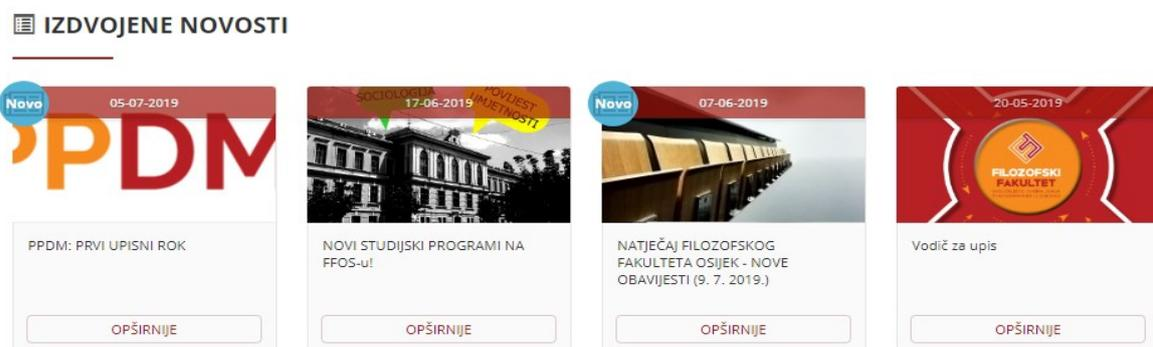 IZDVOJENE NOVOSTI
Novo
05-07-2019
PPDM
PPDM: PRVI UPISNI ROK
OPŠIRNIJE
17-06-2019
SOCIOLOGIJA
POVIJEST
UMJETNOSTI
NOVI STUDIJSKI PROGRAMI NA
FFOS-u!
OPŠIRNIJE
Novo
07-06-2019
NATJEČAJ FILOZOFSKOG
FAKULTETA OSIJEK - NOVE
OBAVIJESTI (9. 7. 2019.)
OPŠIRNIJE
20-05-2019
FILOZOFSKI
FAKULTET
Vodič za upis
OPŠIRNIJE